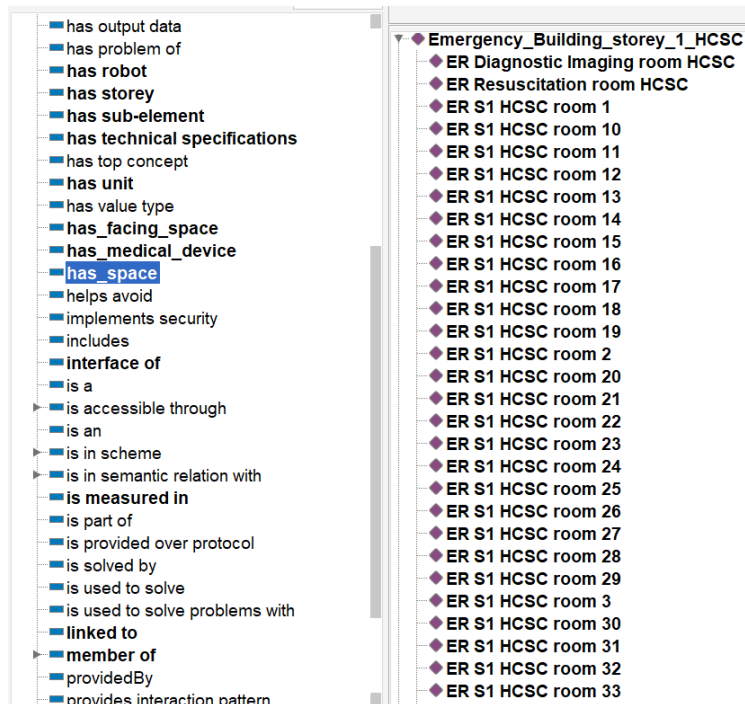 has output data
has problem of
has robot
has storey
has sub-element
has technical specifications
has top concept
has unit
has value type
has_facing_space
has_medical_device
has_space
helps avoid
implements security
includes
interface of
is a
is accessible through
is an
is in scheme
is in semantic relation with
is measured in
is part of
is provided over protocol
is solved by
is used to solve
is used to solve problems with
linked to
member of
providedBy
provides interaction pattern
Emergency_Building_storey_1_HCSC
ER Diagnostic Imaging room HCSC
ER Resuscitation room HCSC
ER S1 HCSC room 1
ER S1 HCSC room 10
ER S1 HCSC room 11
ER S1 HCSC room 12
ER S1 HCSC room 13
ER S1 HCSC room 14
ER S1 HCSC room 15
ER S1 HCSC room 16
ER S1 HCSC room 17
ER S1 HCSC room 18
ER S1 HCSC room 19
ER S1 HCSC room 2
ER S1 HCSC room 20
ER S1 HCSC room 21
ER S1 HCSC room 22
ER S1 HCSC room 23
ER S1 HCSC room 24
ER S1 HCSC room 25
ER S1 HCSC room 26
ER S1 HCSC room 27
ER S1 HCSC room 28
ER S1 HCSC room 29
ER S1 HCSC room 3
ER S1 HCSC room 30
ER S1 HCSC room 31
ER S1 HCSC room 32
ER S1 HCSC room 33